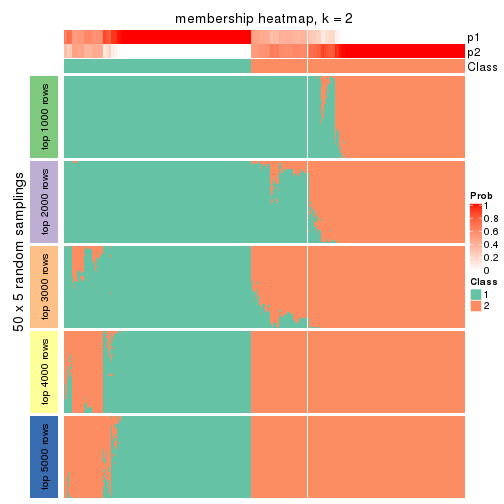 membership heatmap, k = 2
p1
p2
Class
50 x 5 random samplings
top 1000 rows
top 2000 rows
top 3000 rows
top 4000 rows
top 5000 rows
Prob
1
0.8
0.6
0.4
0.2
0
Class
1
2